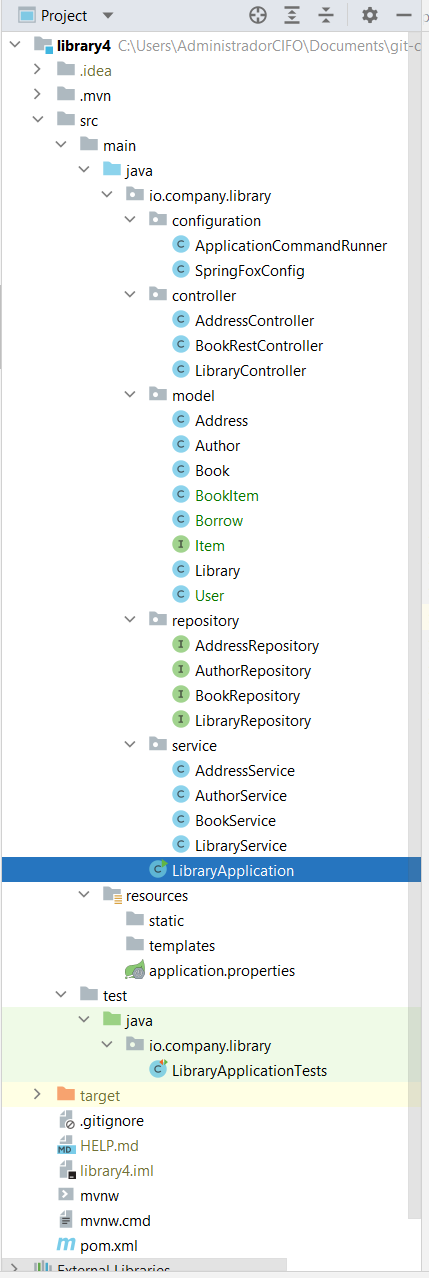 Project
library4 C:\Users\AdministradorCIFO\Documents\git-c
.idea
.mvn
src
main
java
io.company.library
configuration
ApplicationCommandRunner
SpringFoxConfig
controller
AddressController
BookRestController
LibraryController
model
Address
Author
Book
BookItem
Borrow
Item
Library
User
repository
AddressRepository
AuthorRepository
BookRepository
LibraryRepository
service
AddressService
AuthorService
BookService
LibraryService
LibraryApplication
resources
static
templates
application.properties
test
java
io.company.library
LibraryApplicationTests
target
.gitignore
HELP.md
library4.iml
mvnw
mvnw.cmd
pom.xml
External Libraries